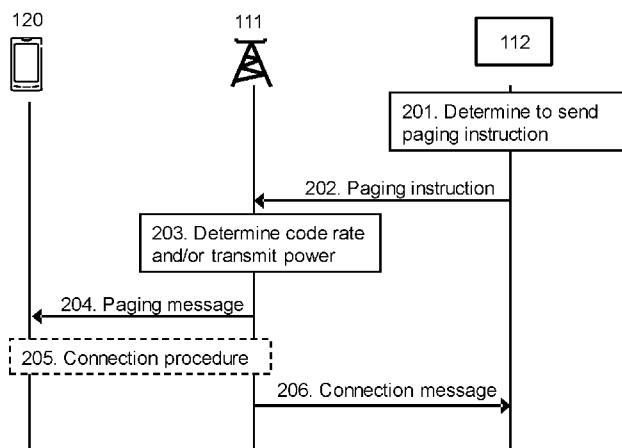 120
111
112
201. Determine to send
paging instruction
202. Paging instruction
203. Determine code rate
and/or transmit power
204. Paging message
205. Connection procedure
206. Connection message